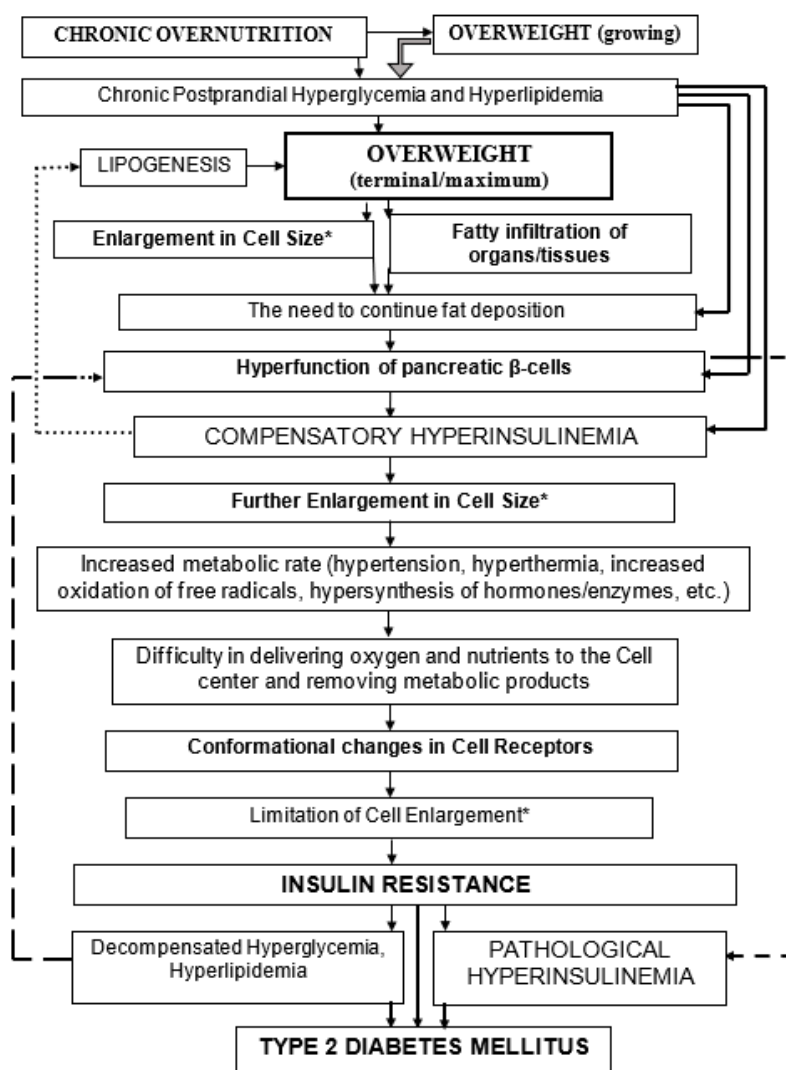 CHRONIC OVERNUTRITION
OVERWEIGHT (growing)
Chronic Postprandial Hyperglycemia and Hyperlipidemia
LIPOGENESIS
OVERWEIGHT
(terminal/maximum)
Enlargement in Cell Size*
Fatty infiltration of
organs/tissues
The need to continue fat deposition
Hyperfunction of pancreatic β-cells
COMPENSATORY HYPERINSULINEMIA
Further Enlargement in Cell Size*
Increased metabolic rate (hypertension, hyperthermia, increased
oxidation of free radicals, hypersynthesis of hormones/enzymes, etc.)
Difficulty in delivering oxygen and nutrients to the Cell
center and removing metabolic products
Conformational changes in Cell Receptors
Limitation of Cell Enlargement*
INSULIN RESISTANCE
Decompensated Hyperglycemia,
Hyperlipidemia
PATHOLOGICAL
HYPERINSULINEMIA
TYPE 2 DIABETES MELLITUS